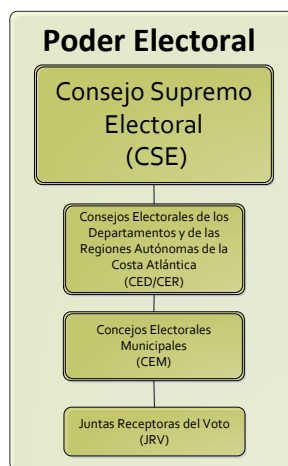 Poder Electoral
Consejo Supremo
Electoral
(CSE)
Consejos Electorales de los
Departamentos y de las
Regiones Autónomas de la
Costa Atlántica
(CED/CER)
Concejos Electorales
Municipales
(CEM)
Juntas Receptoras del Voto
(JRV)